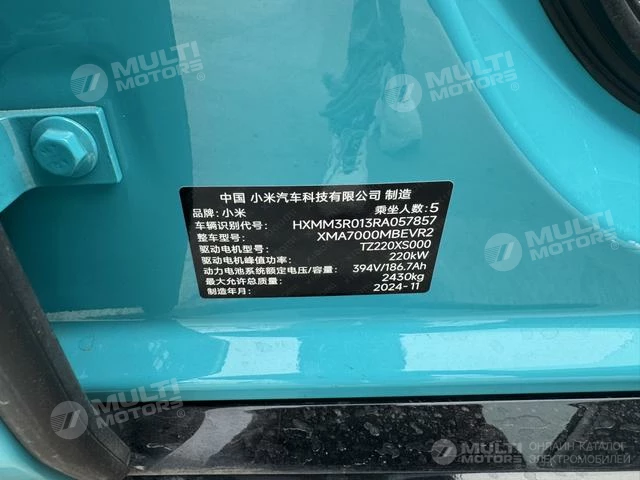 MULTI MOTORS
MULTI MOTORS
中国 小米汽车科技有限公司 制造
品牌: 小米 乘坐人数: 5
车辆识别代号: HXMM3R013RA057857
整车型号: XMA7000MBEVR2
驱动电机型号: TZ220XS000
驱动电机峰值功率: 220kW
动力电池系统额定电压/容量: 394V/186.7Ah
最大允许总质量: 2430kg
制造年月: 2024-11
MULTI MOTORS
MULTI MOTORS
MULTI MOTORS
ОНЛАЙН-КАТАЛОГ
ЭЛЕКТРОМОБИЛЕЙ